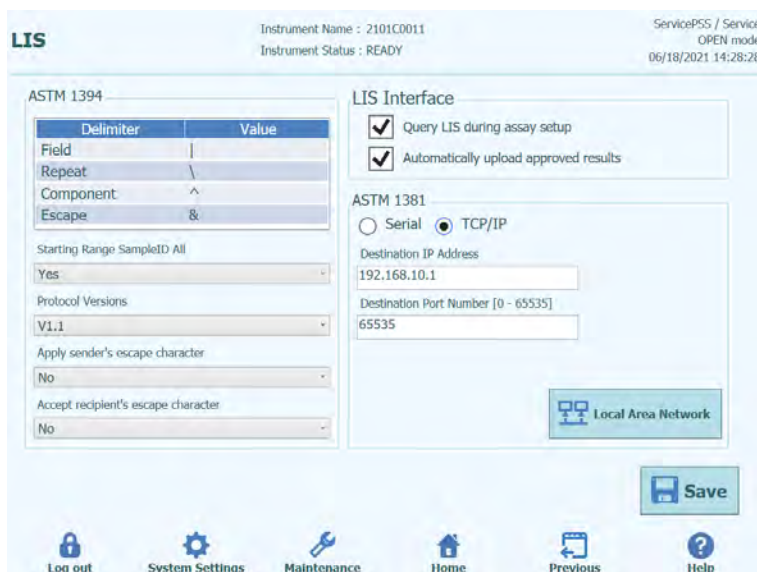 LIS
Instrument Name : 2101C0011
Instrument Status : READY
ServicePSS / Service
OPEN mode
06/18/2021 14:28:28
ASTM 1394
Delimiter Value
Field |
Repeat \
Component ^
Escape &
Starting Range SampleID All
Yes
Protocol Versions
V1.1
Apply sender's escape character
No
Accept recipient's escape character
No
LIS Interface
Query LIS during assay setup
Automatically upload approved results
ASTM 1381
Serial TCP/IP
Destination IP Address
192.168.10.1
Destination Port Number [0 - 65535]
65535
Local Area Network
Save
Log out System Settings Maintenance Home Previous Help